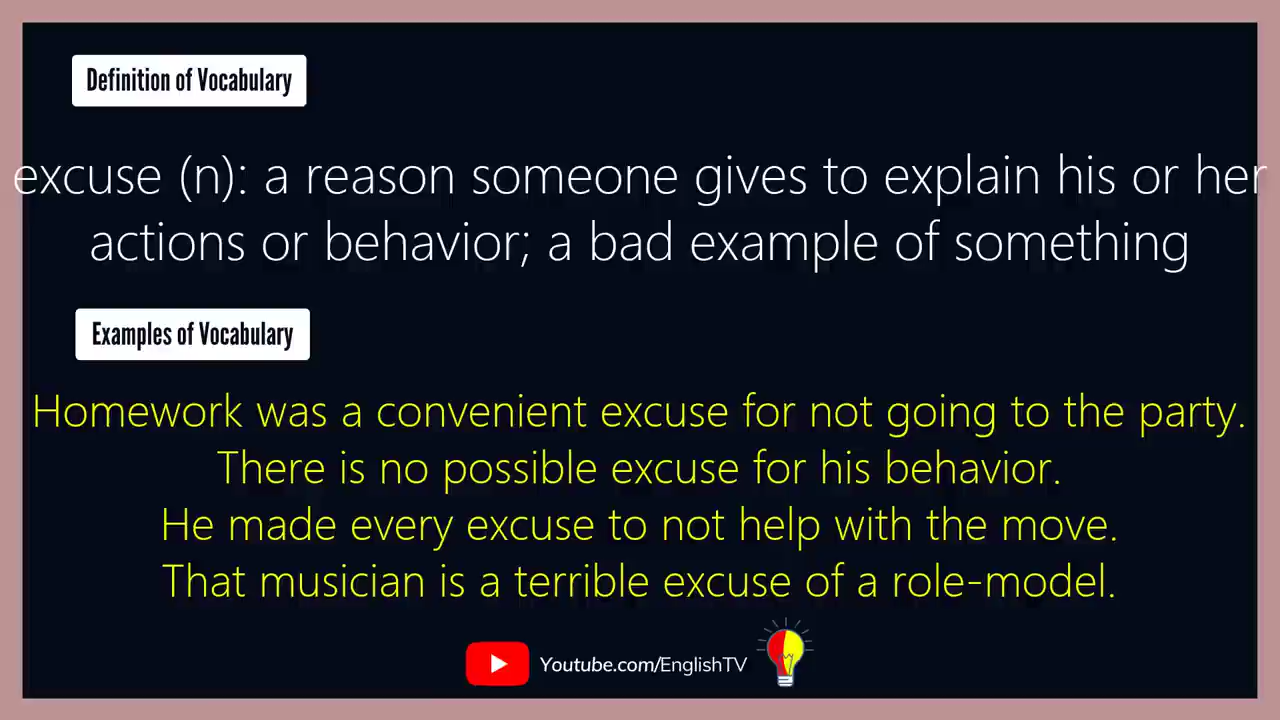 Definition of Vocabulary
excuse (n): a reason someone gives to explain his or her
actions or behavior; a bad example of something
Examples of Vocabulary
Homework was a convenient excuse for not going to the party.
There is no possible excuse for his behavior.
He made every excuse to not help with the move.
That musician is a terrible excuse of a role-model.
Youtube.com/EnglishTV